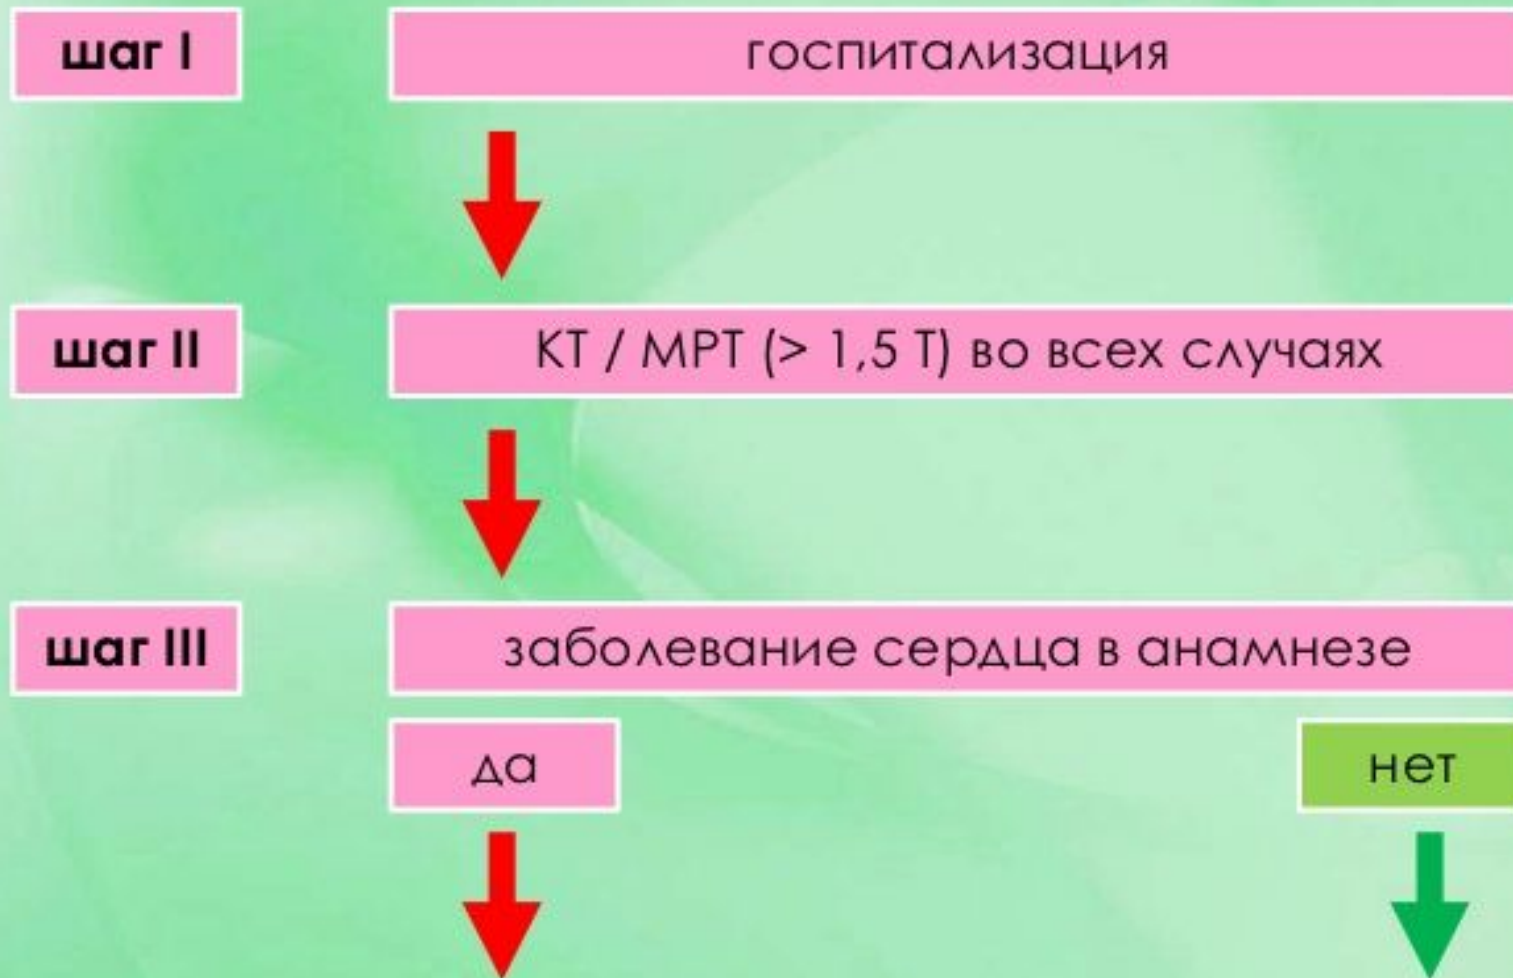 шаг I
госпитализация
шаг II
КТ / МРТ (> 1,5 Т) во всех случаях
шаг III
заболевание сердца в анамнезе
да
нет